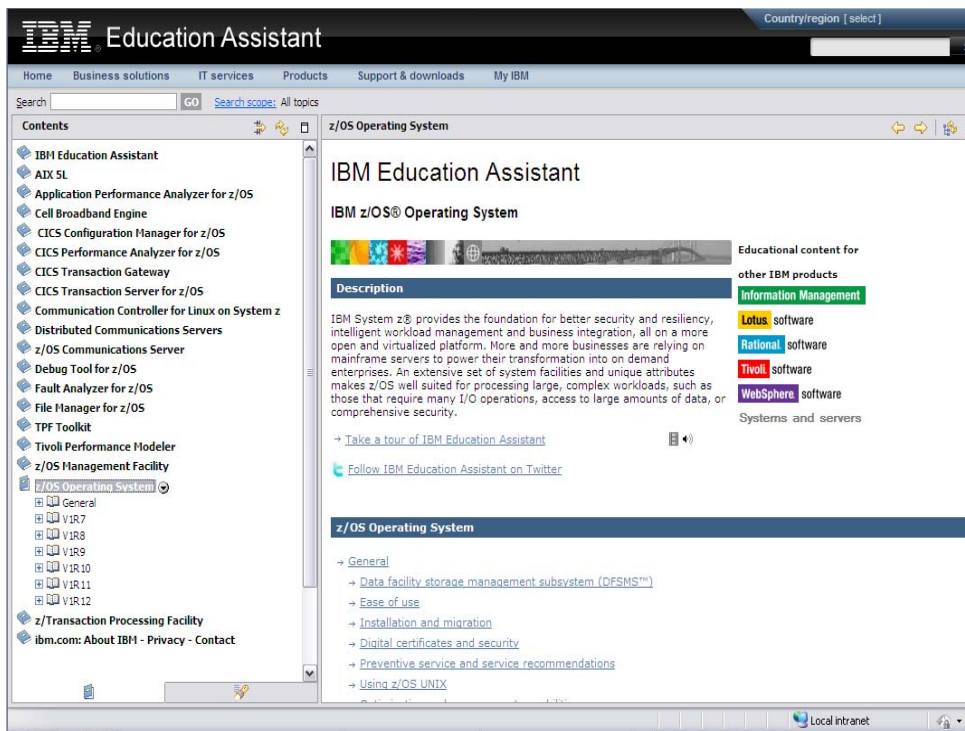 Country/region [ select ]
IBM® Education Assistant
Home Business solutions IT services Products Support & downloads My IBM
Search GO Search scope: All topics
Contents
IBM Education Assistant
AIX 5L
Application Performance Analyzer for z/OS
Cell Broadband Engine
CICS Configuration Manager for z/OS
CICS Performance Analyzer for z/OS
CICS Transaction Gateway
CICS Transaction Server for z/OS
Communication Controller for Linux on System z
Distributed Communications Servers
z/OS Communications Server
Debug Tool for z/OS
Fault Analyzer for z/OS
File Manager for z/OS
TPF Toolkit
Tivoli Performance Modeler
z/OS Management Facility
z/OS Operating System
General
V1R7
V1R8
V1R9
V1R10
V1R11
V1R12
z/Transaction Processing Facility
ibm.com: About IBM - Privacy - Contact
z/OS Operating System
IBM Education Assistant
IBM z/OS® Operating System
Description
IBM System z® provides the foundation for better security and resiliency,
intelligent workload management and business integration, all on a more
open and virtualized platform. More and more businesses are relying on
mainframe servers to power their transformation into on demand
enterprises. An extensive set of system facilities and unique attributes
makes z/OS well suited for processing large, complex workloads, such as
those that require many I/O operations, access to large amounts of data, or
comprehensive security.
Take a tour of IBM Education Assistant
Follow IBM Education Assistant on Twitter
Educational content for
other IBM products
Information Management
Lotus. software
Rational. software
Tivoli. software
WebSphere. software
Systems and servers
z/OS Operating System
General
Data facility storage management subsystem (DFSMS™)
Ease of use
Installation and migration
Digital certificates and security
Preventive service and service recommendations
Using z/OS UNIX
Local intranet